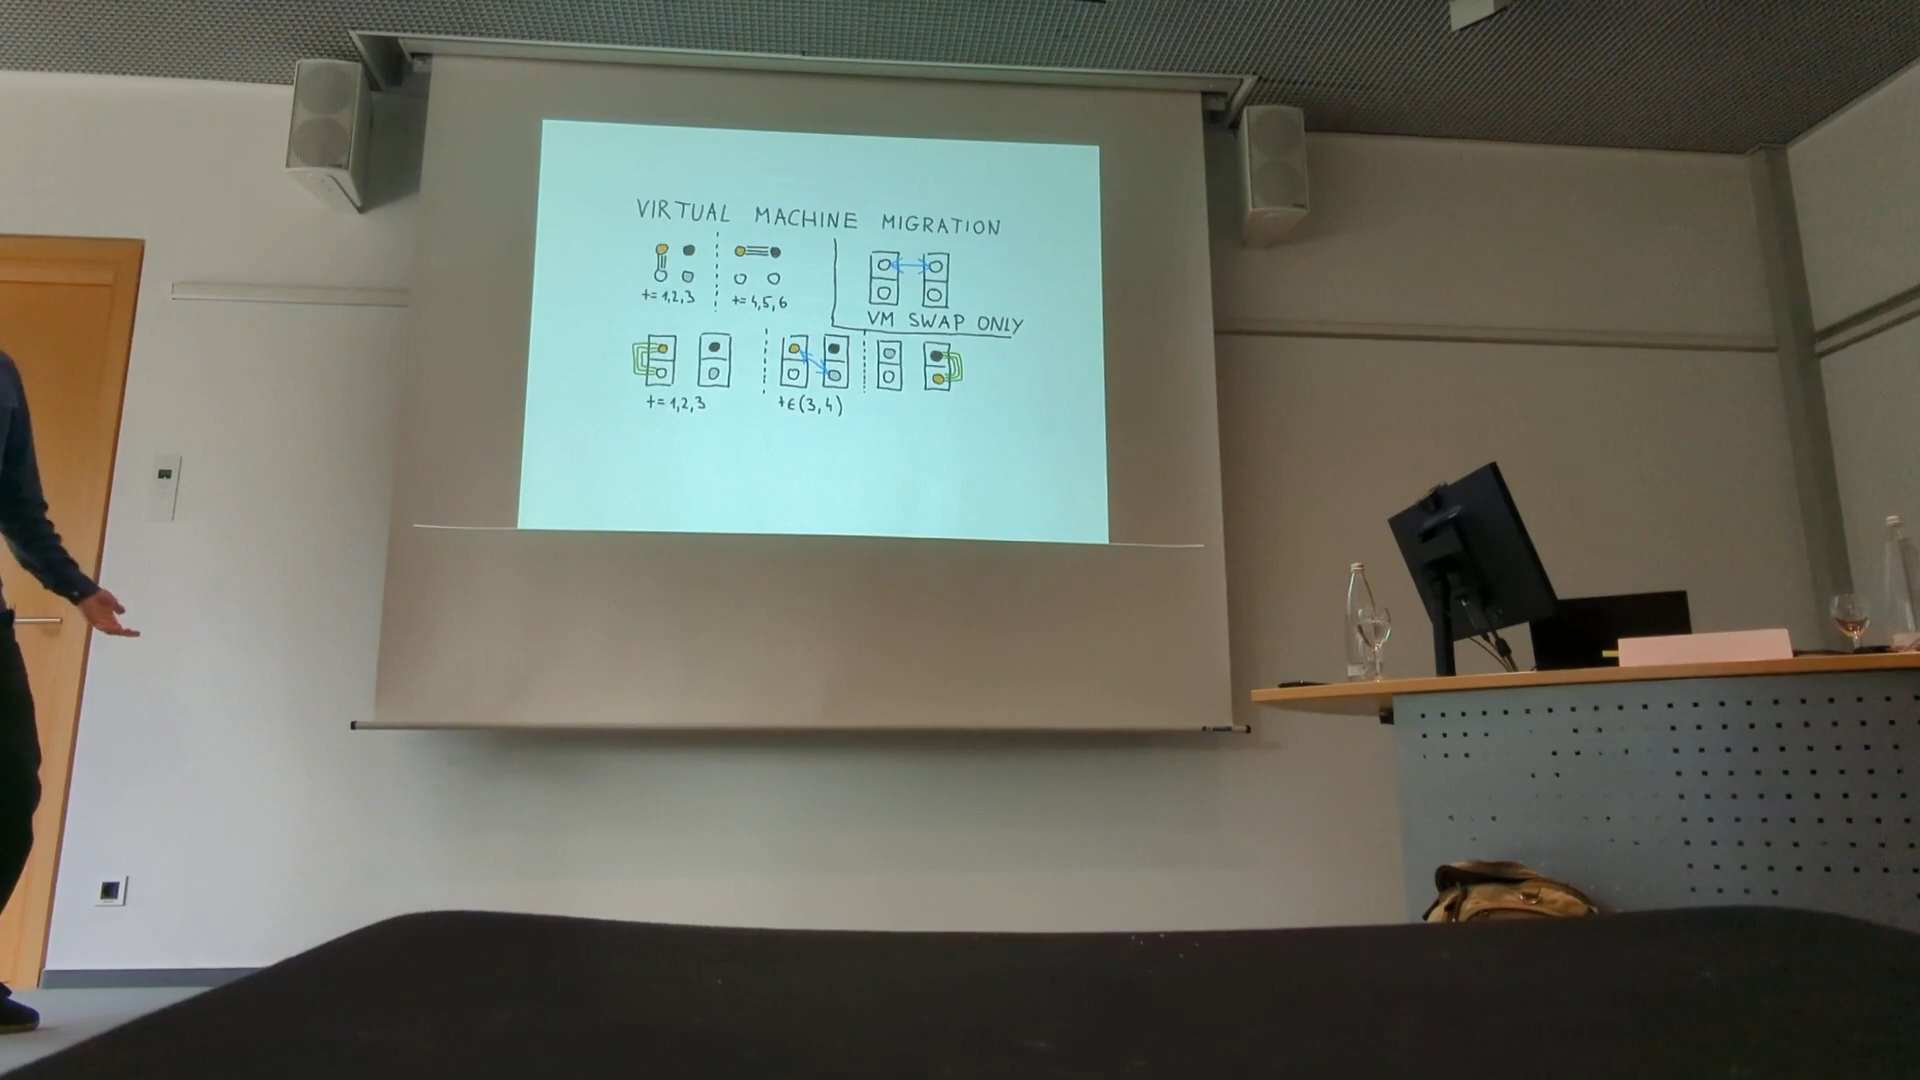 VIRTUAL MACHINE MIGRATION
t=1,2,3
t=4,5,6
VM SWAP ONLY
t=1,2,3
t∈(3,4)